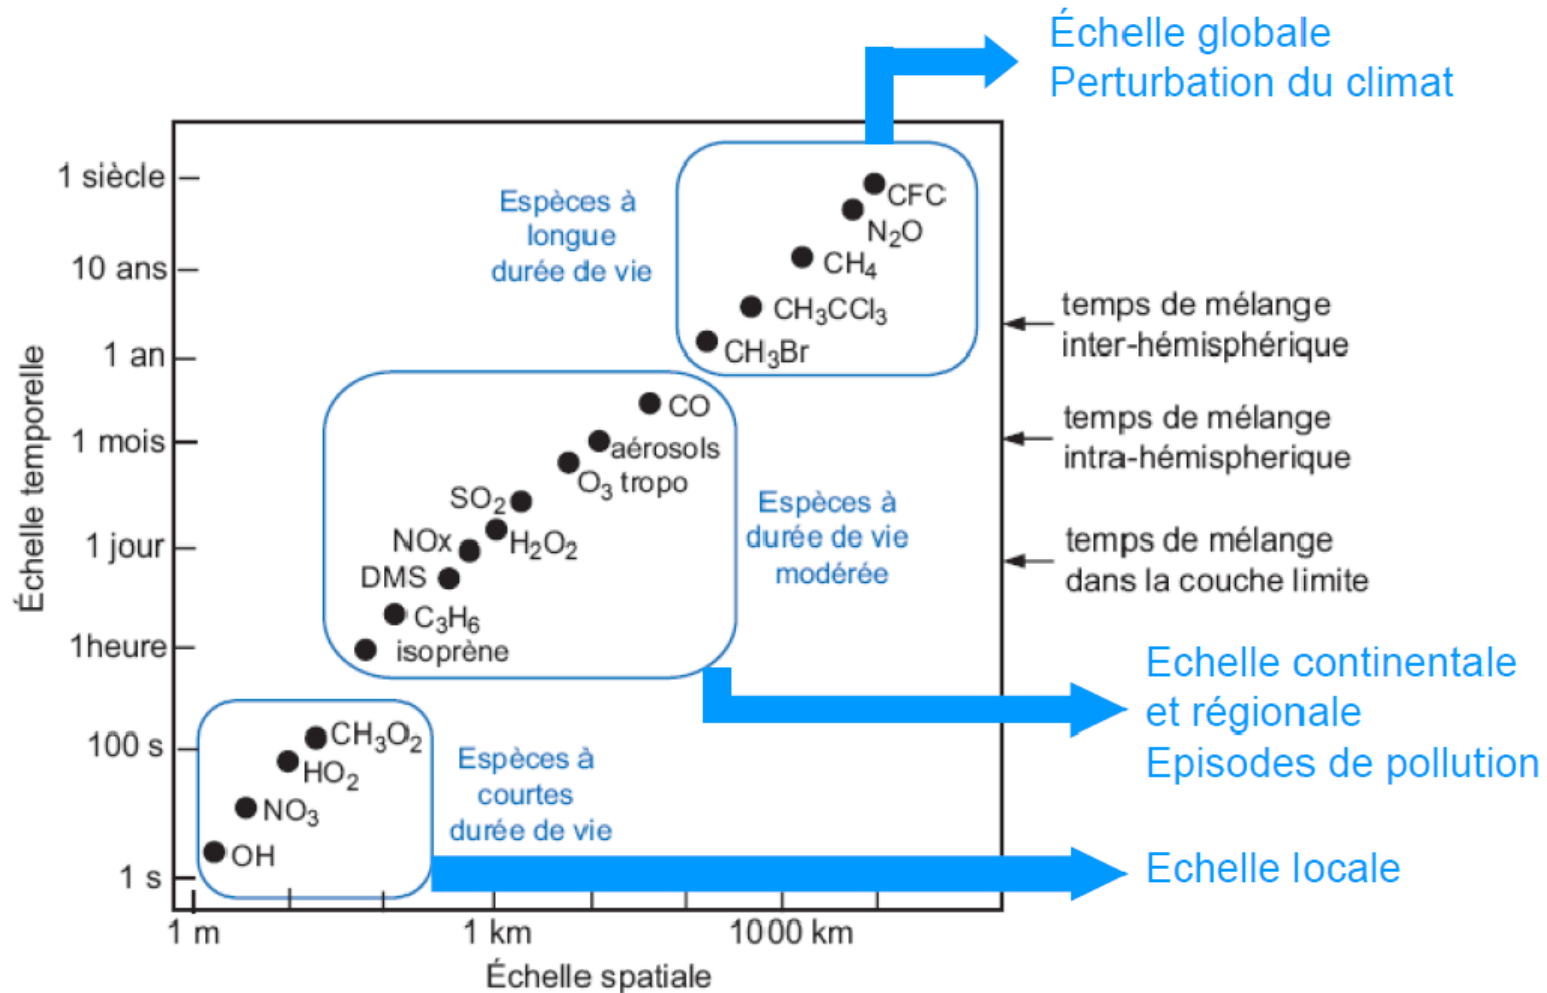 Échelle globale
Perturbation du climat
1 siècle
10 ans
1 an
1 mois
1 jour
1heure
100 s
1 s
Échelle temporelle
Espèces à
longue
durée de vie
CFC
N₂O
CH₄
CH₃CCl₃
CH₃Br
temps de mélange
inter-hémisphérique
CO
aérosols
O₃ tropo
SO₂
NOx
H₂O₂
DMS
C₃H₆
isoprène
Espèces à
durée de vie
modérée
temps de mélange
intra-hémispherique
temps de mélange
dans la couche limite
Echelle continentale
et régionale
Episodes de pollution
CH₃O₂
HO₂
NO₃
OH
Espèces à
courtes
durée de vie
Echelle locale
1 m
1 km
1000 km
Échelle spatiale